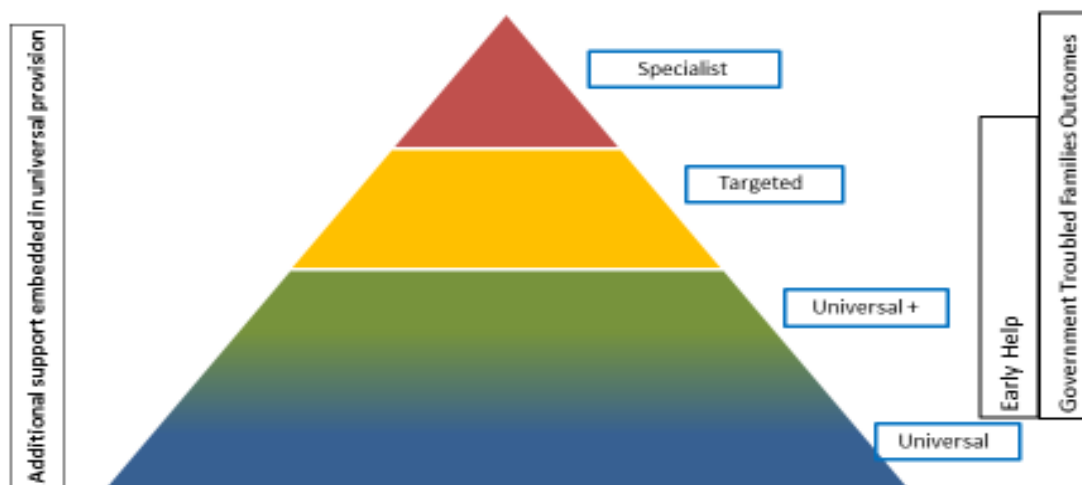 Additional support embedded in universal provision
Specialist
Targeted
Universal +
Universal
Early Help
Government Troubled Families Outcomes